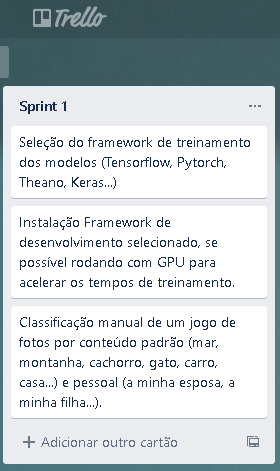 Trello
Sprint 1
Seleção do framework de treinamento
dos modelos (Tensorflow, Pytorch,
Theano, Keras...)
Instalação Framework de
desenvolvimento selecionado, se
possível rodando com GPU para
acelerar os tempos de treinamento.
Classificação manual de um jogo de
fotos por conteúdo padrão (mar,
montanha, cachorro, gato, carro,
casa...) e pessoal (a minha esposa, a
minha filha...).
Adicionar outro cartão